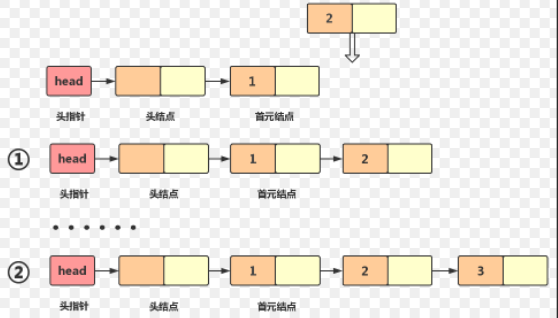 2
head 1
头指针 头结点 首元结点
① head 1 2
头指针 头结点 首元结点
······
② head 1 2 3
头指针 头结点 首元结点